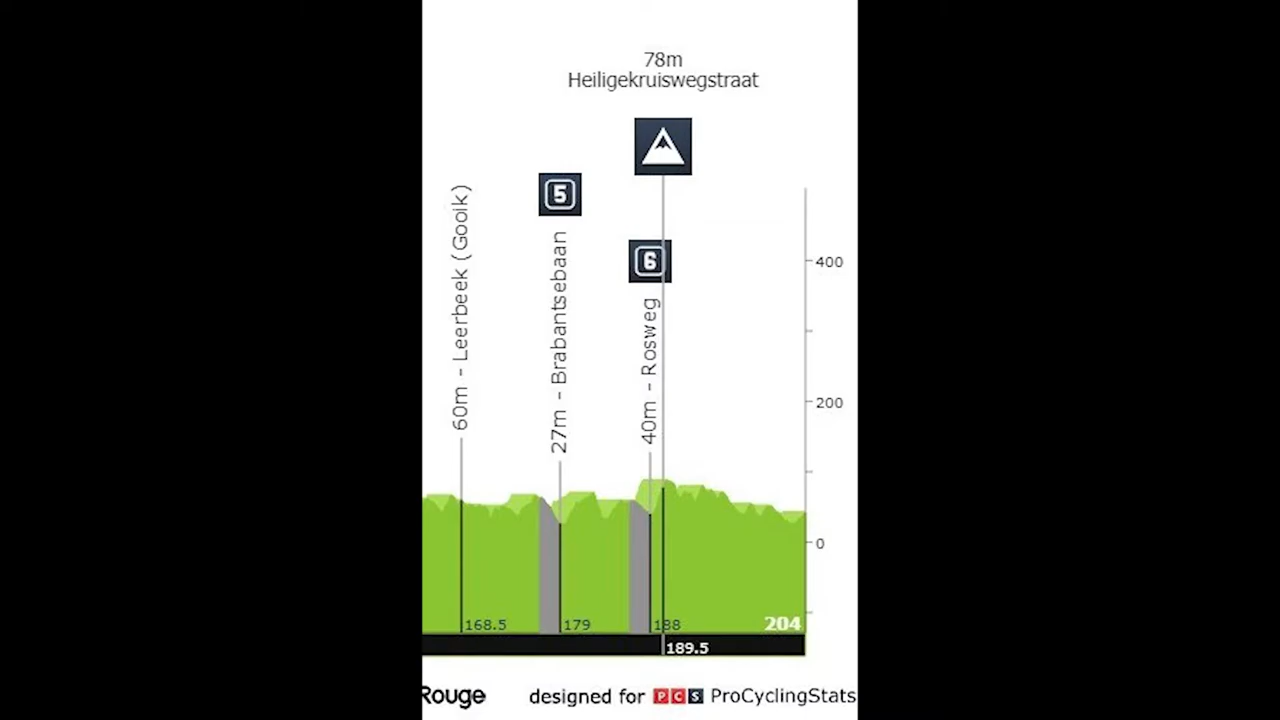 78m
Heiligekruiswegstraat
60m - Leerbeek (Gooik)
5
27m - Brabantsebaan
6
40m - Rosweg
400
200
0
168.5
179
188
204
189.5
Rouge
designed for PCS ProCyclingStats